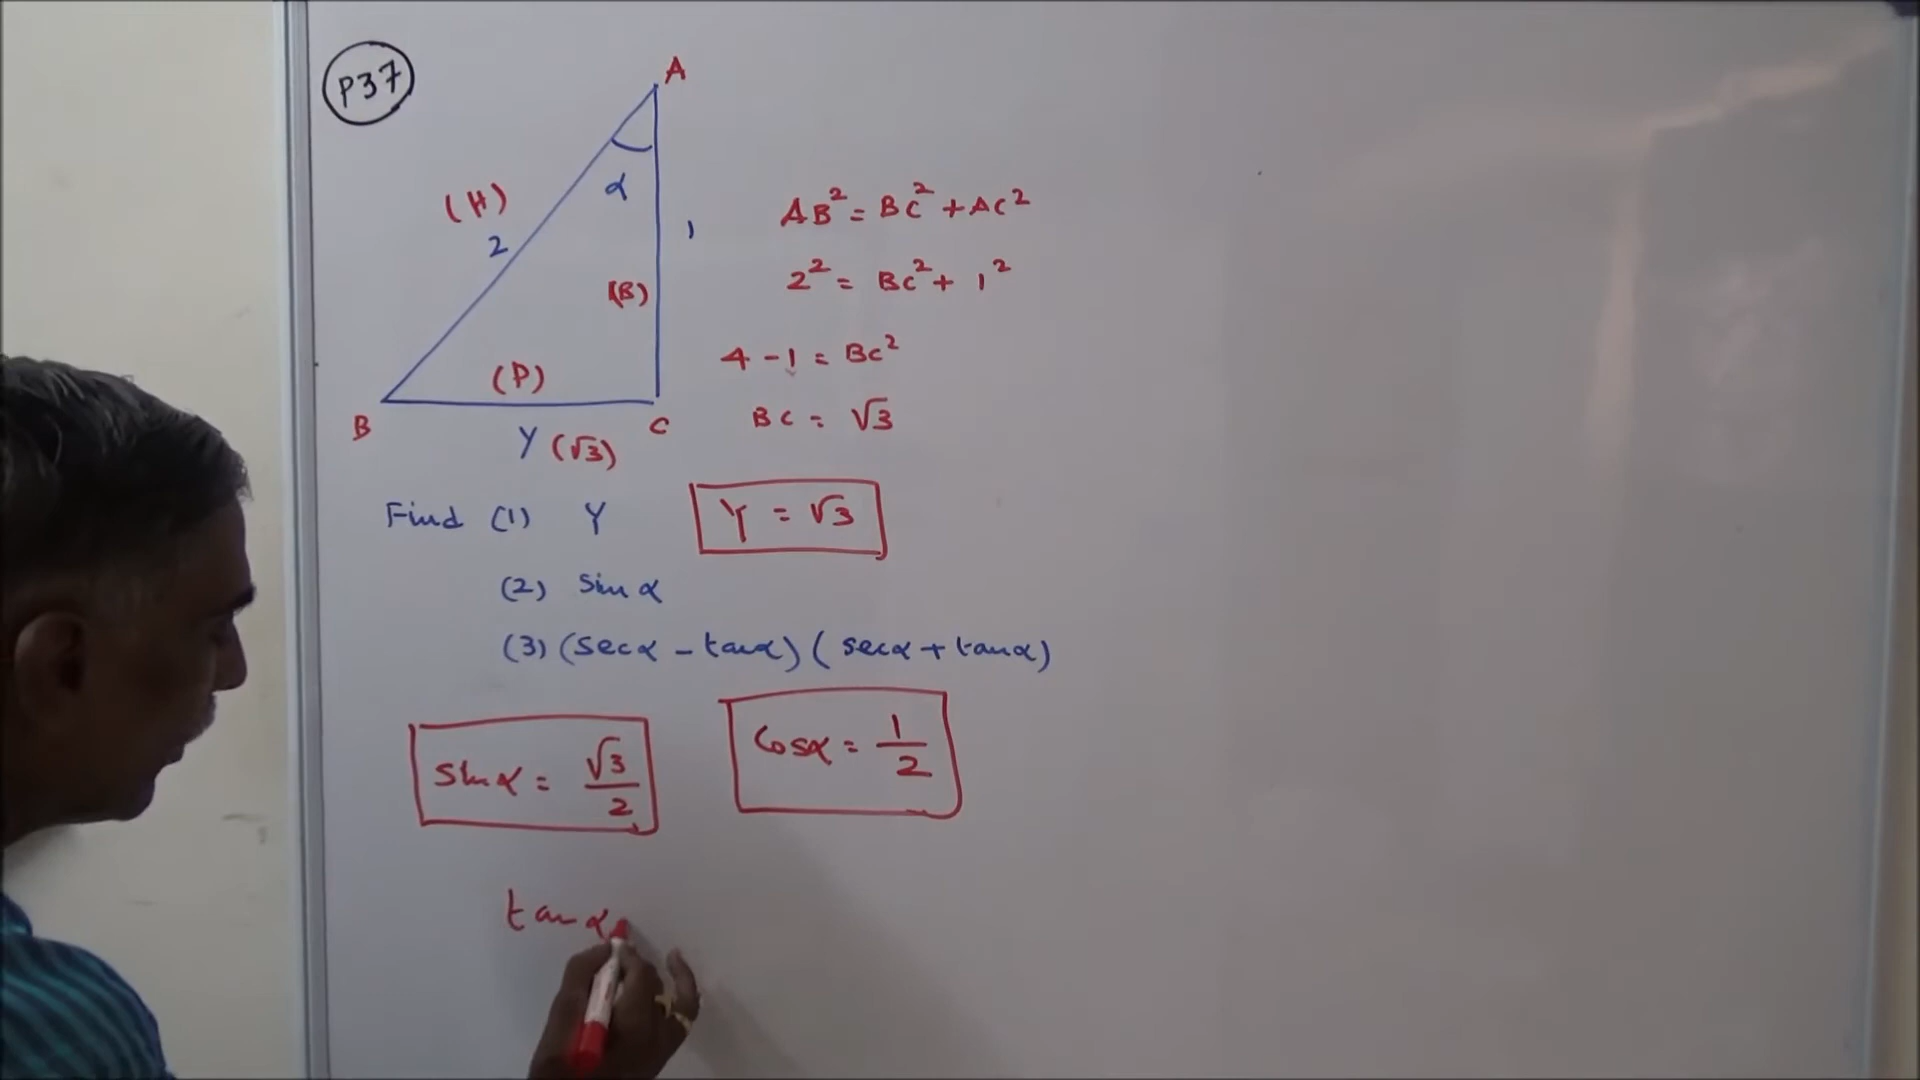 P37
A
α
(H)
2
1
(B)
(P)
B
C
Y (√3)
AB² = BC² + AC²
2² = BC² + 1²
4 - 1 = BC²
BC = √3
Find (1) Y
Y = √3
(2) Sin α
(3) (Secα - tanα) (secα + tanα)
Sinα = √3/2
Cosα = 1/2
tan α